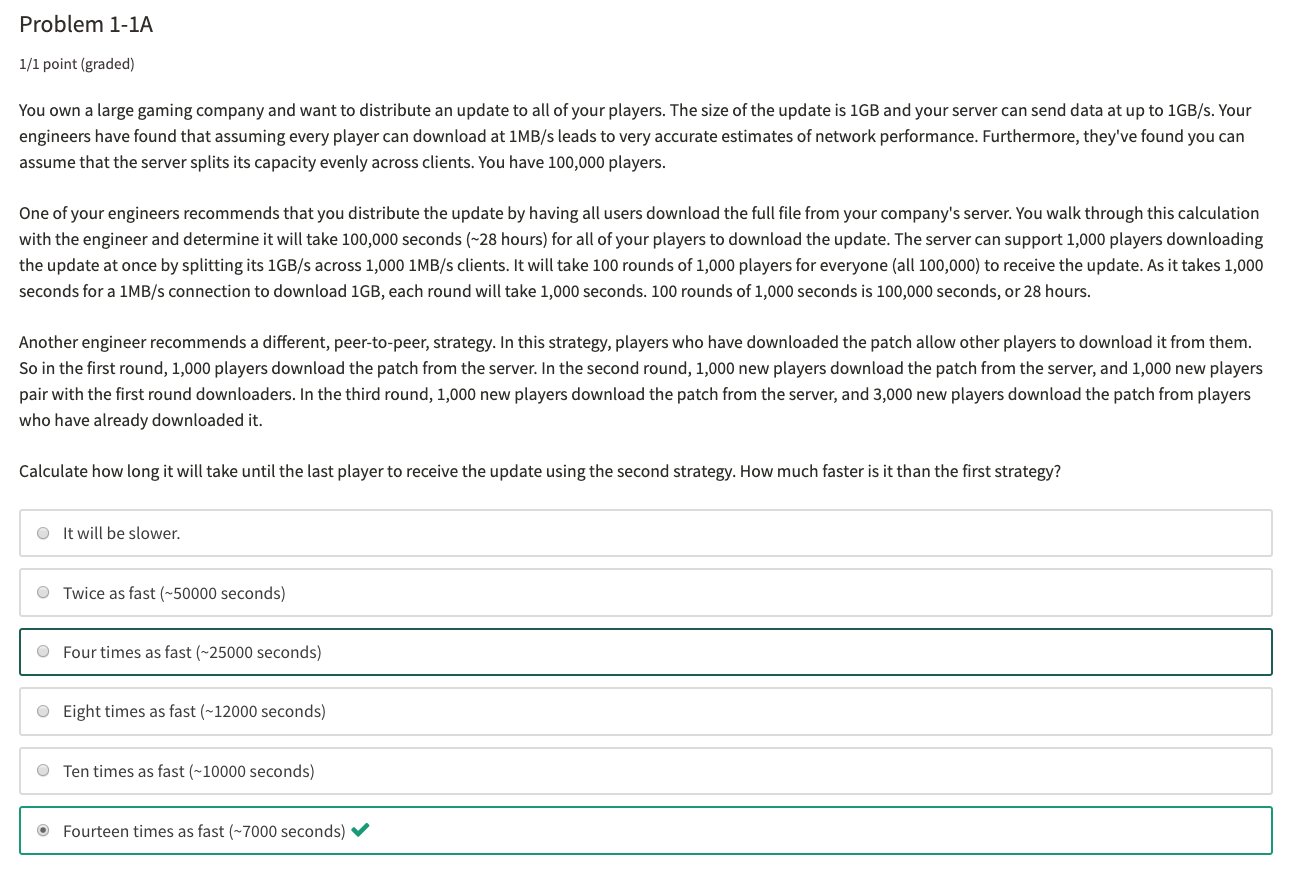 Problem 1-1A
1/1 point (graded)
You own a large gaming company and want to distribute an update to all of your players. The size of the update is 1GB and your server can send data at up to 1GB/s. Your
engineers have found that assuming every player can download at 1MB/s leads to very accurate estimates of network performance. Furthermore, they've found you can
assume that the server splits its capacity evenly across clients. You have 100,000 players.
One of your engineers recommends that you distribute the update by having all users download the full file from your company's server. You walk through this calculation
with the engineer and determine it will take 100,000 seconds (~28 hours) for all of your players to download the update. The server can support 1,000 players downloading
the update at once by splitting its 1GB/s across 1,000 1MB/s clients. It will take 100 rounds of 1,000 players for everyone (all 100,000) to receive the update. As it takes 1,000
seconds for a 1MB/s connection to download 1GB, each round will take 1,000 seconds. 100 rounds of 1,000 seconds is 100,000 seconds, or 28 hours.
Another engineer recommends a different, peer-to-peer, strategy. In this strategy, players who have downloaded the patch allow other players to download it from them.
So in the first round, 1,000 players download the patch from the server. In the second round, 1,000 new players download the patch from the server, and 1,000 new players
pair with the first round downloaders. In the third round, 1,000 new players download the patch from the server, and 3,000 new players download the patch from players
who have already downloaded it.
Calculate how long it will take until the last player to receive the update using the second strategy. How much faster is it than the first strategy?
It will be slower.
Twice as fast (~50000 seconds)
Four times as fast (~25000 seconds)
Eight times as fast (~12000 seconds)
Ten times as fast (~10000 seconds)
Fourteen times as fast (~7000 seconds)